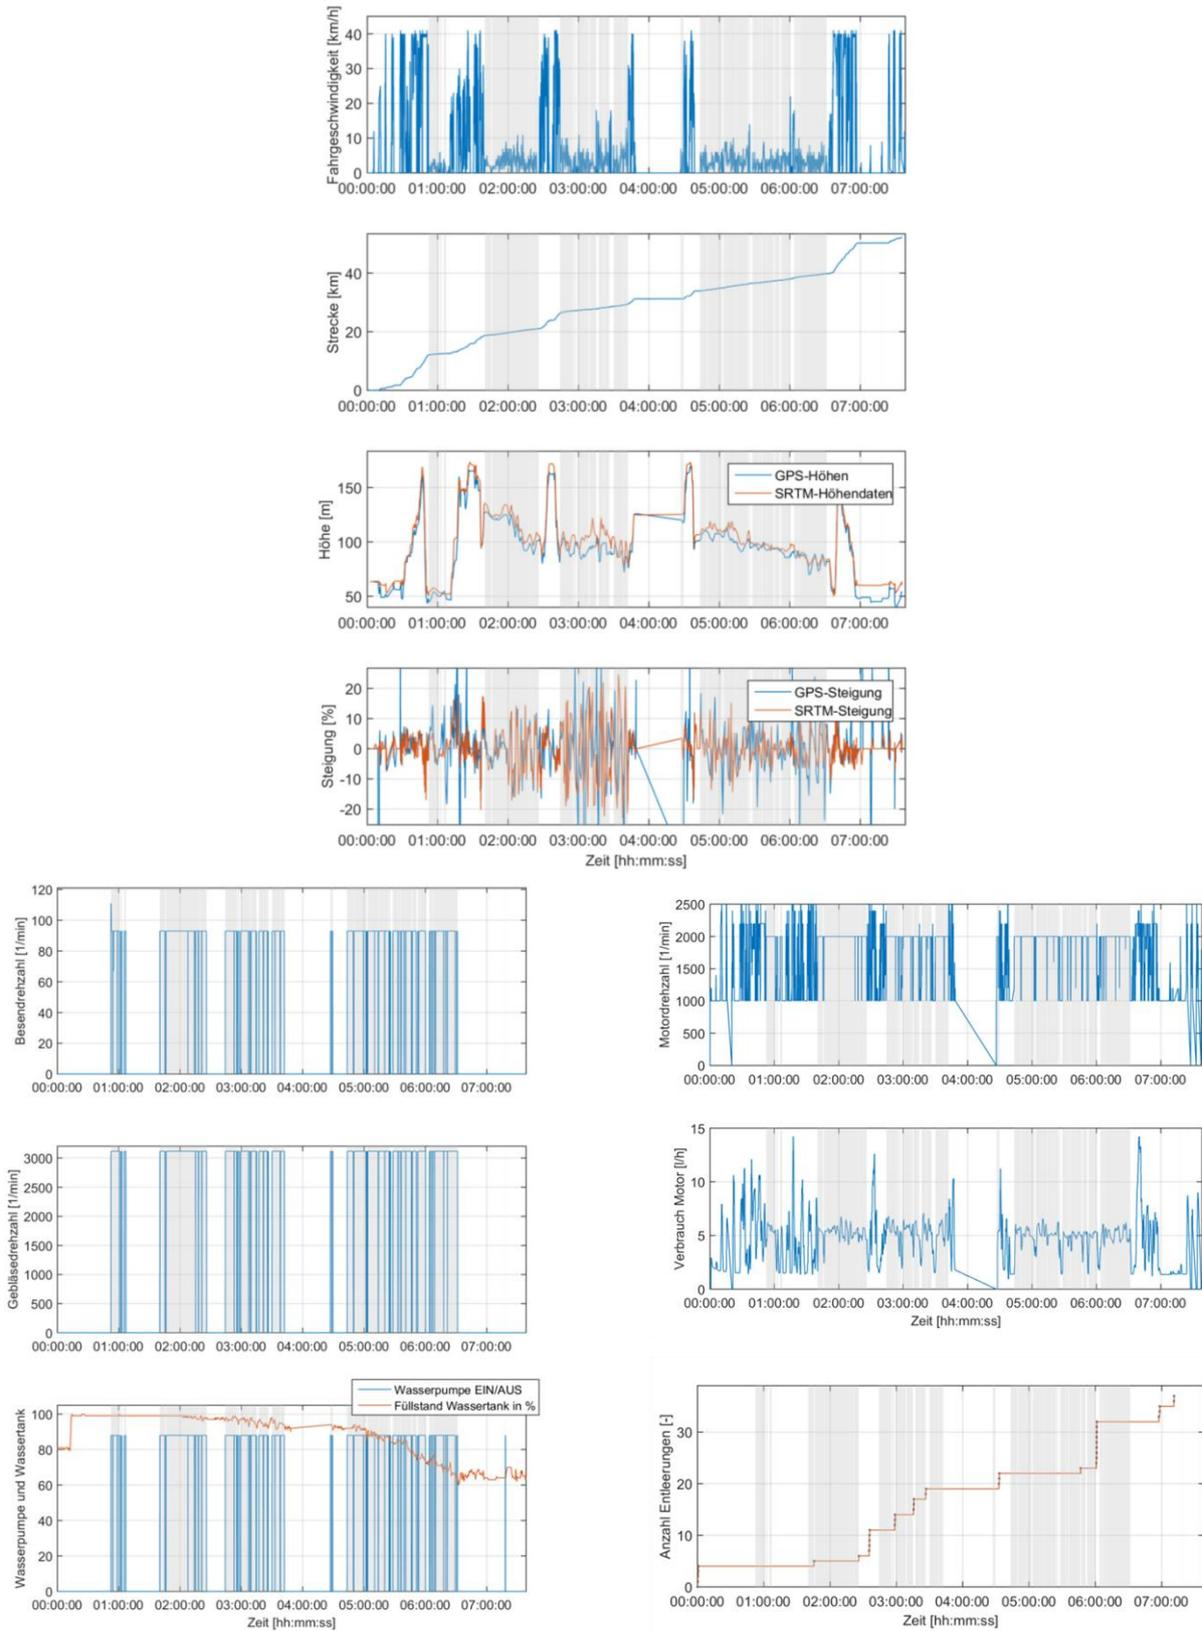 Fahrgeschwindigkeit [km/h]
40
30
20
10
0
00:00:00 01:00:00 02:00:00 03:00:00 04:00:00 05:00:00 06:00:00 07:00:00
Strecke [km]
40
20
0
00:00:00 01:00:00 02:00:00 03:00:00 04:00:00 05:00:00 06:00:00 07:00:00
Höhe [m]
150
100
50
GPS-Höhen
SRTM-Höhendaten
00:00:00 01:00:00 02:00:00 03:00:00 04:00:00 05:00:00 06:00:00 07:00:00
Steigung [%]
20
10
0
-10
-20
GPS-Steigung
SRTM-Steigung
00:00:00 01:00:00 02:00:00 03:00:00 04:00:00 05:00:00 06:00:00 07:00:00
Zeit [hh:mm:ss]
Besendrehzahl [1/min]
120
100
80
60
40
20
0
00:00:00 01:00:00 02:00:00 03:00:00 04:00:00 05:00:00 06:00:00 07:00:00
Motordrehzahl [1/min]
2500
2000
1500
1000
500
0
00:00:00 01:00:00 02:00:00 03:00:00 04:00:00 05:00:00 06:00:00 07:00:00
Gebläsedrehzahl [1/min]
3000
2500
2000
1500
1000
500
0
00:00:00 01:00:00 02:00:00 03:00:00 04:00:00 05:00:00 06:00:00 07:00:00
Verbrauch Motor [l/h]
15
10
5
0
00:00:00 01:00:00 02:00:00 03:00:00 04:00:00 05:00:00 06:00:00 07:00:00
Zeit [hh:mm:ss]
Wasserpumpe und Wassertank
100
80
60
40
20
0
Wasserpumpe EIN/AUS
Füllstand Wassertank in %
00:00:00 01:00:00 02:00:00 03:00:00 04:00:00 05:00:00 06:00:00 07:00:00
Zeit [hh:mm:ss]
Anzahl Entleerungen [-]
30
20
10
0
00:00:00 01:00:00 02:00:00 03:00:00 04:00:00 05:00:00 06:00:00 07:00:00
Zeit [hh:mm:ss]